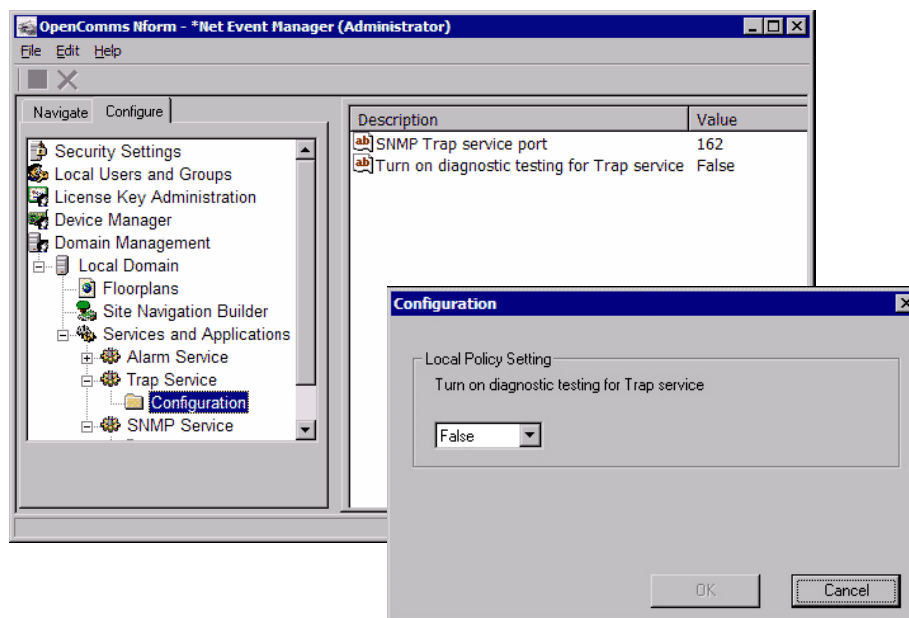 OpenComms Nform - *Net Event Manager (Administrator)
File Edit Help
Navigate Configure
Description Value
SNMP Trap service port 162
Turn on diagnostic testing for Trap service False
Security Settings
Local Users and Groups
License Key Administration
Device Manager
Domain Management
Local Domain
Floorplans
Site Navigation Builder
Services and Applications
Alarm Service
Trap Service
Configuration
SNMP Service
Configuration
Local Policy Setting
Turn on diagnostic testing for Trap service
False
OK Cancel